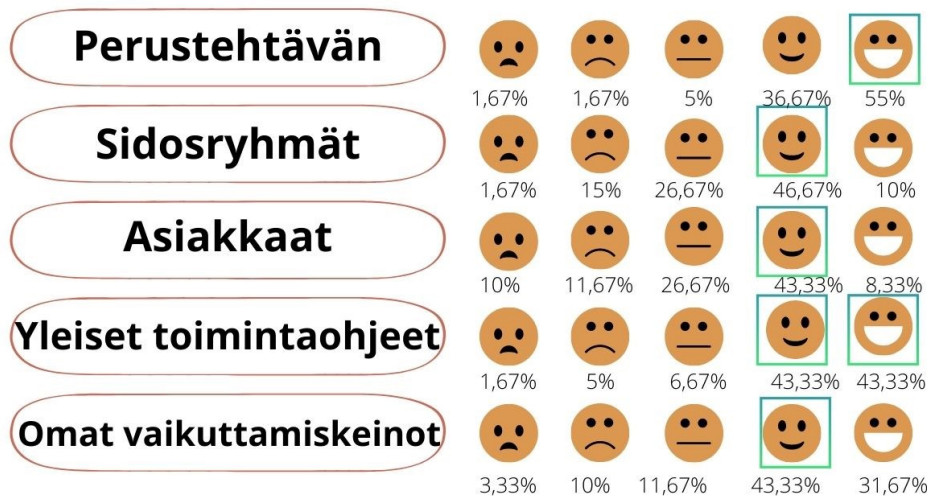 Perustehtävän
1,67% 1,67% 5% 36,67% 55%
Sidosryhmät
1,67% 15% 26,67% 46,67% 10%
Asiakkaat
10% 11,67% 26,67% 43,33% 8,33%
Yleiset toimintaohjeet
1,67% 5% 6,67% 43,33% 43,33%
Omat vaikuttamiskeinot
3,33% 10% 11,67% 43,33% 31,67%